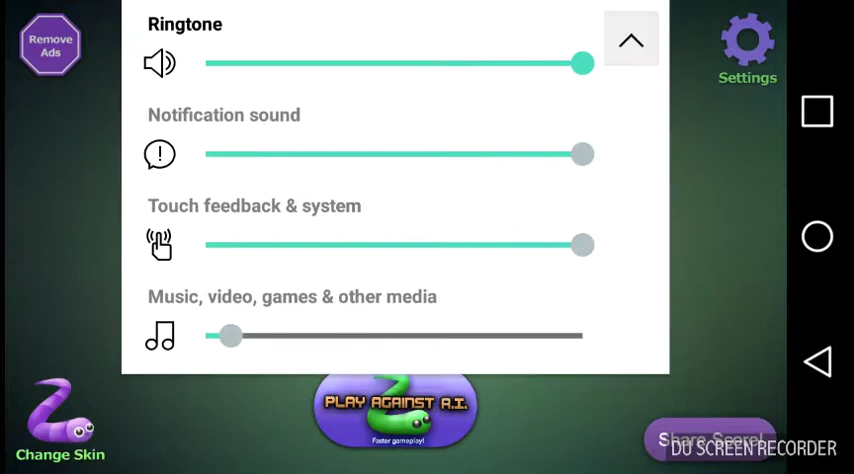 Remove
Ads
Ringtone
Settings
Notification sound
Touch feedback & system
Music, video, games & other media
PLAY AGAINST A.I.
Faster gameplay!
Change Skin
Share Score!
DU SCREEN RECORDER